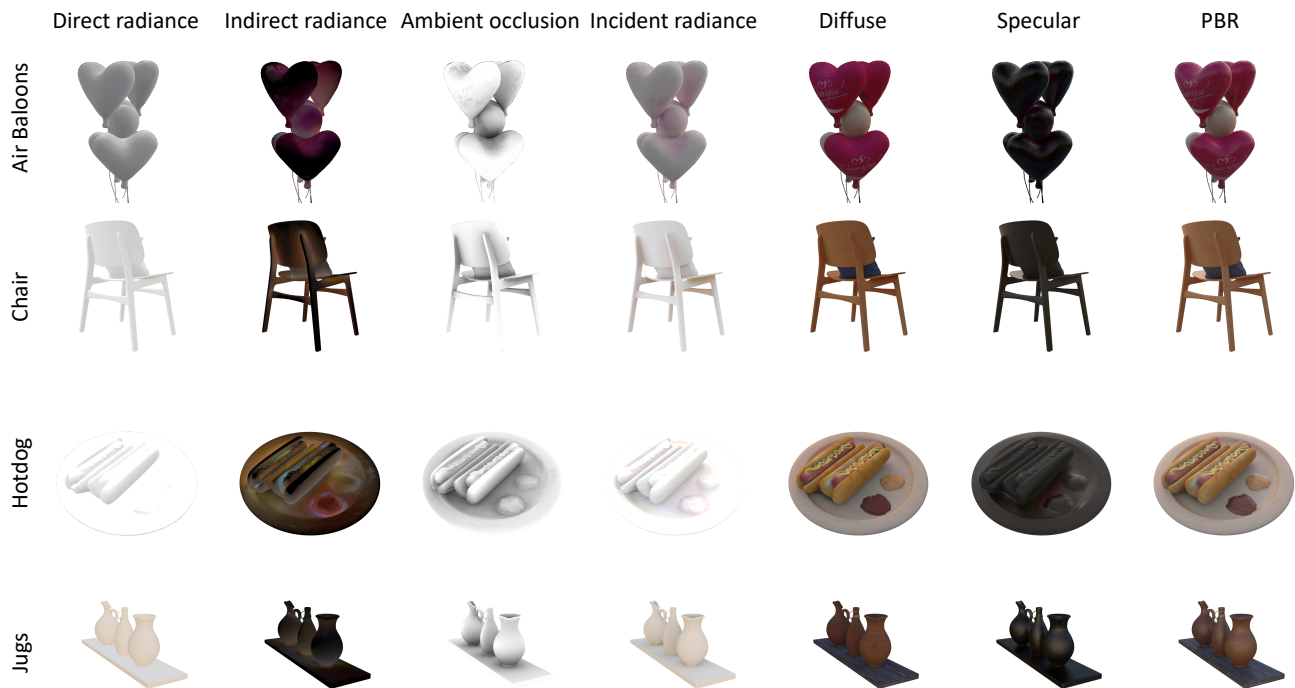 Direct radiance Indirect radiance Ambient occlusion Incident radiance Diffuse Specular PBR
Air Baloons
Chair
Hotdog
Jugs